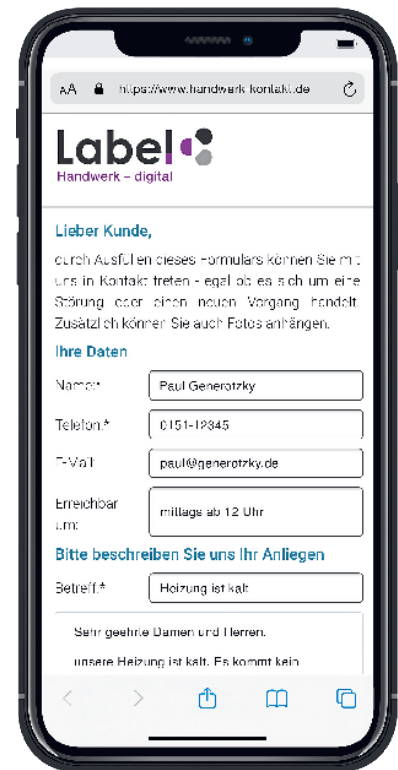 AA https://www.handwerk-kontakt.de
Label
Handwerk – digital
Lieber Kunde,
durch Ausfüllen dieses Formulars können Sie mit
uns in Kontakt treten - egal ob es sich um eine
Störung oder einen neuen Vorgang handelt.
Zusätzlich können Sie auch Fotos anhängen.
Ihre Daten
Name:* Paul Generotzky
Telefon:* 0151-12345
E-Mail: paul@generotzky.de
Erreichbar
um: mittags ab 12 Uhr
Bitte beschreiben Sie uns Ihr Anliegen
Betreff:* Heizung ist kalt
Sehr geehrte Damen und Herren,
unsere Heizung ist kalt. Es kommt kein